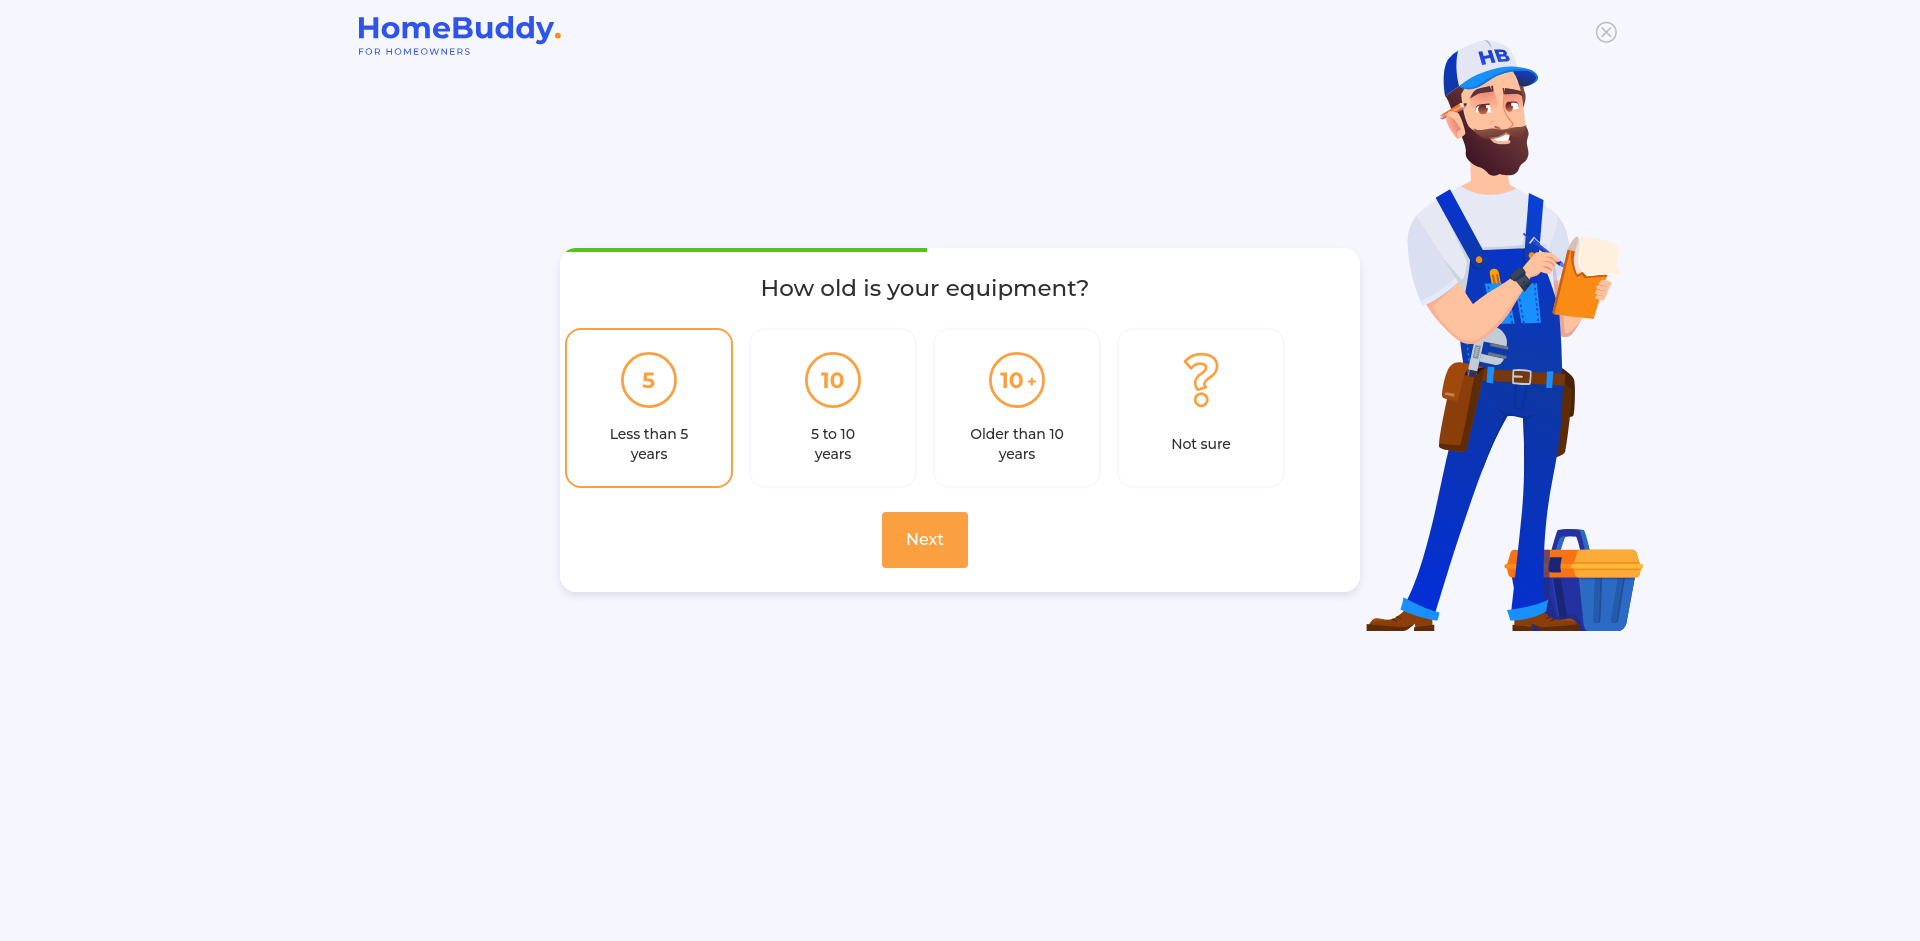 HomeBuddy.
FOR HOMEOWNERS
HB
How old is your equipment?
5
Less than 5
years
10
5 to 10
years
10+
Older than 10
years
?
Not sure
Next